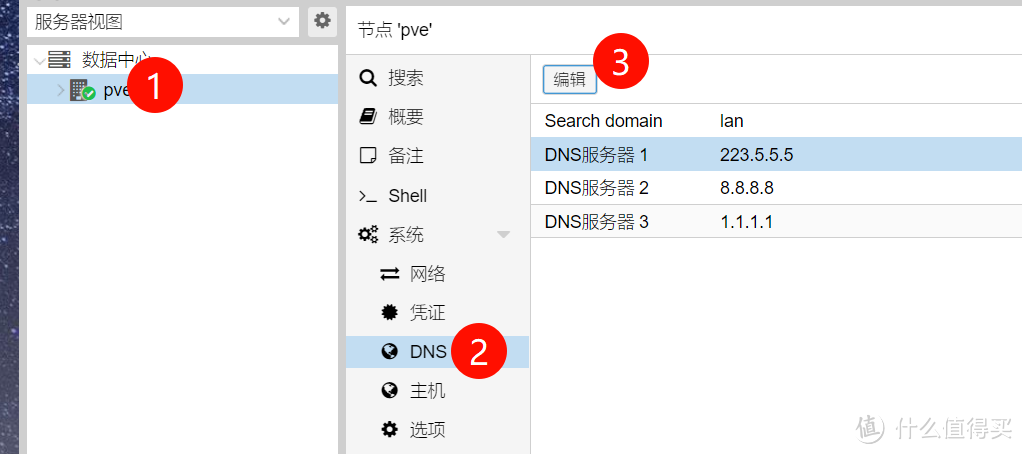 服务器视图
数据中心
pve
1
节点 'pve'
搜索
概要
备注
>_ Shell
系统
网络
凭证
DNS
2
主机
选项
编辑
3
Search domain lan
DNS服务器 1 223.5.5.5
DNS服务器 2 8.8.8.8
DNS服务器 3 1.1.1.1
值 什么值得买